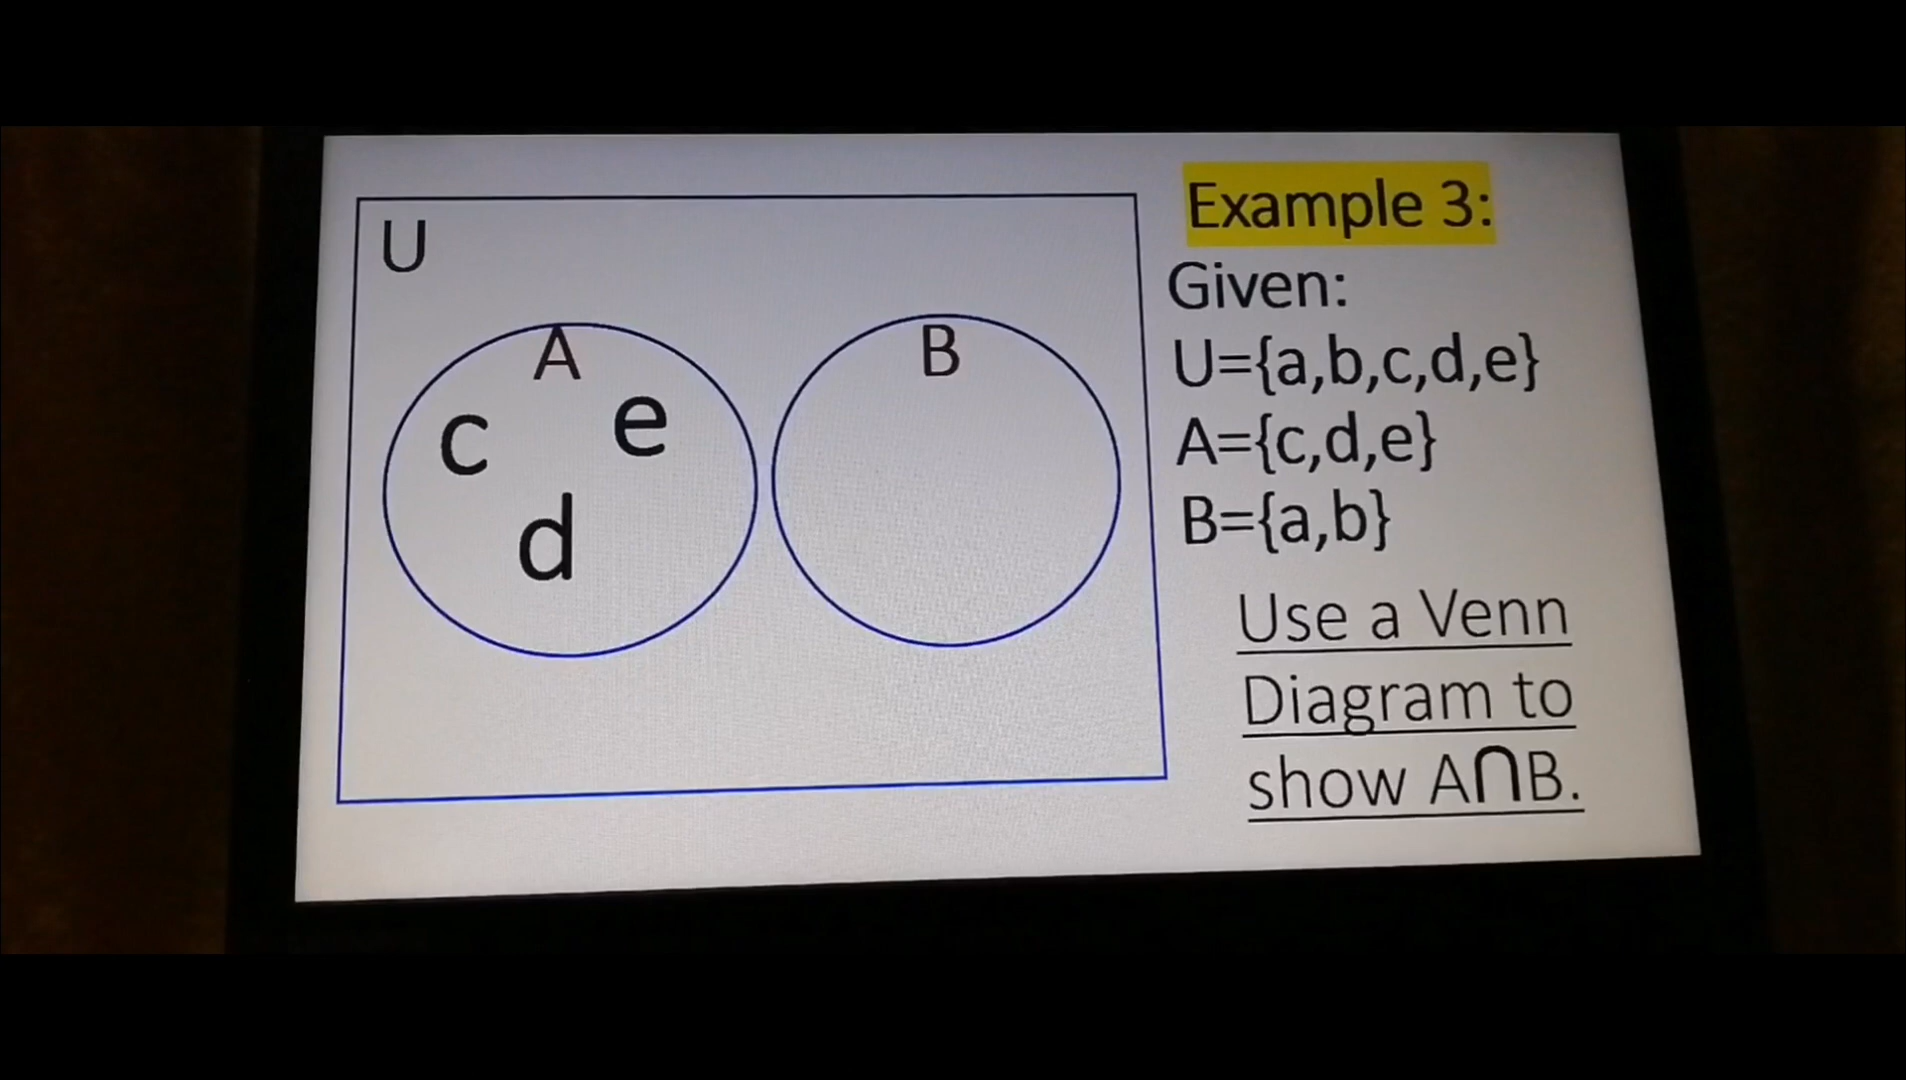 U
A
B
c
e
d
Example 3:
Given:
U={a,b,c,d,e}
A={c,d,e}
B={a,b}
Use a Venn
Diagram to
show A∩B.